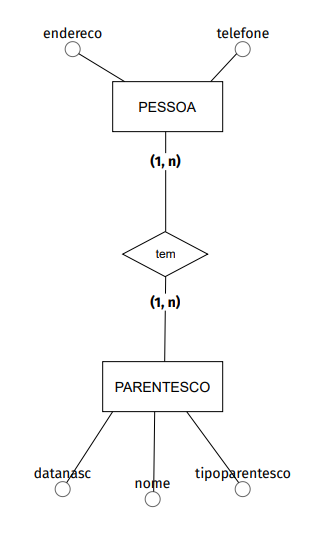 endereco
telefone
PESSOA
(1, n)
tem
(1, n)
PARENTESCO
datanasc
nome
tipoparentesco